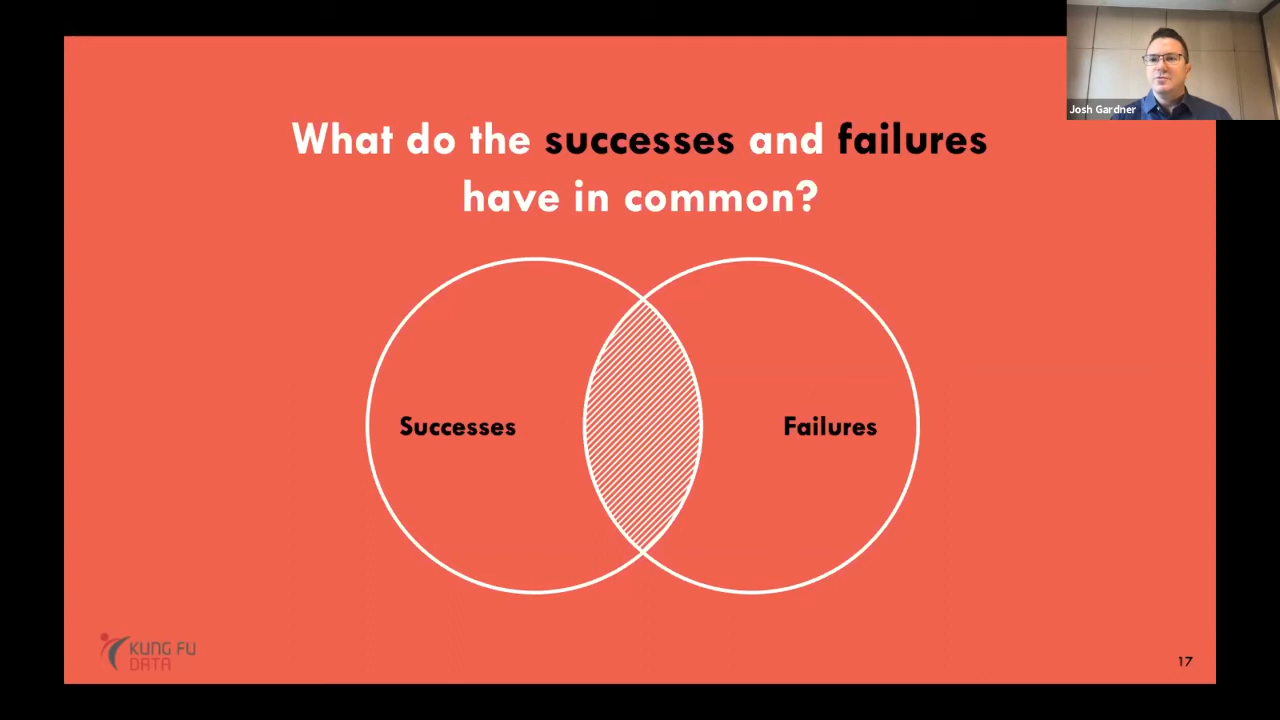 Josh Gardner
What do the successes and failures
have in common?
Successes
Failures
KUNG FU
DATA
17